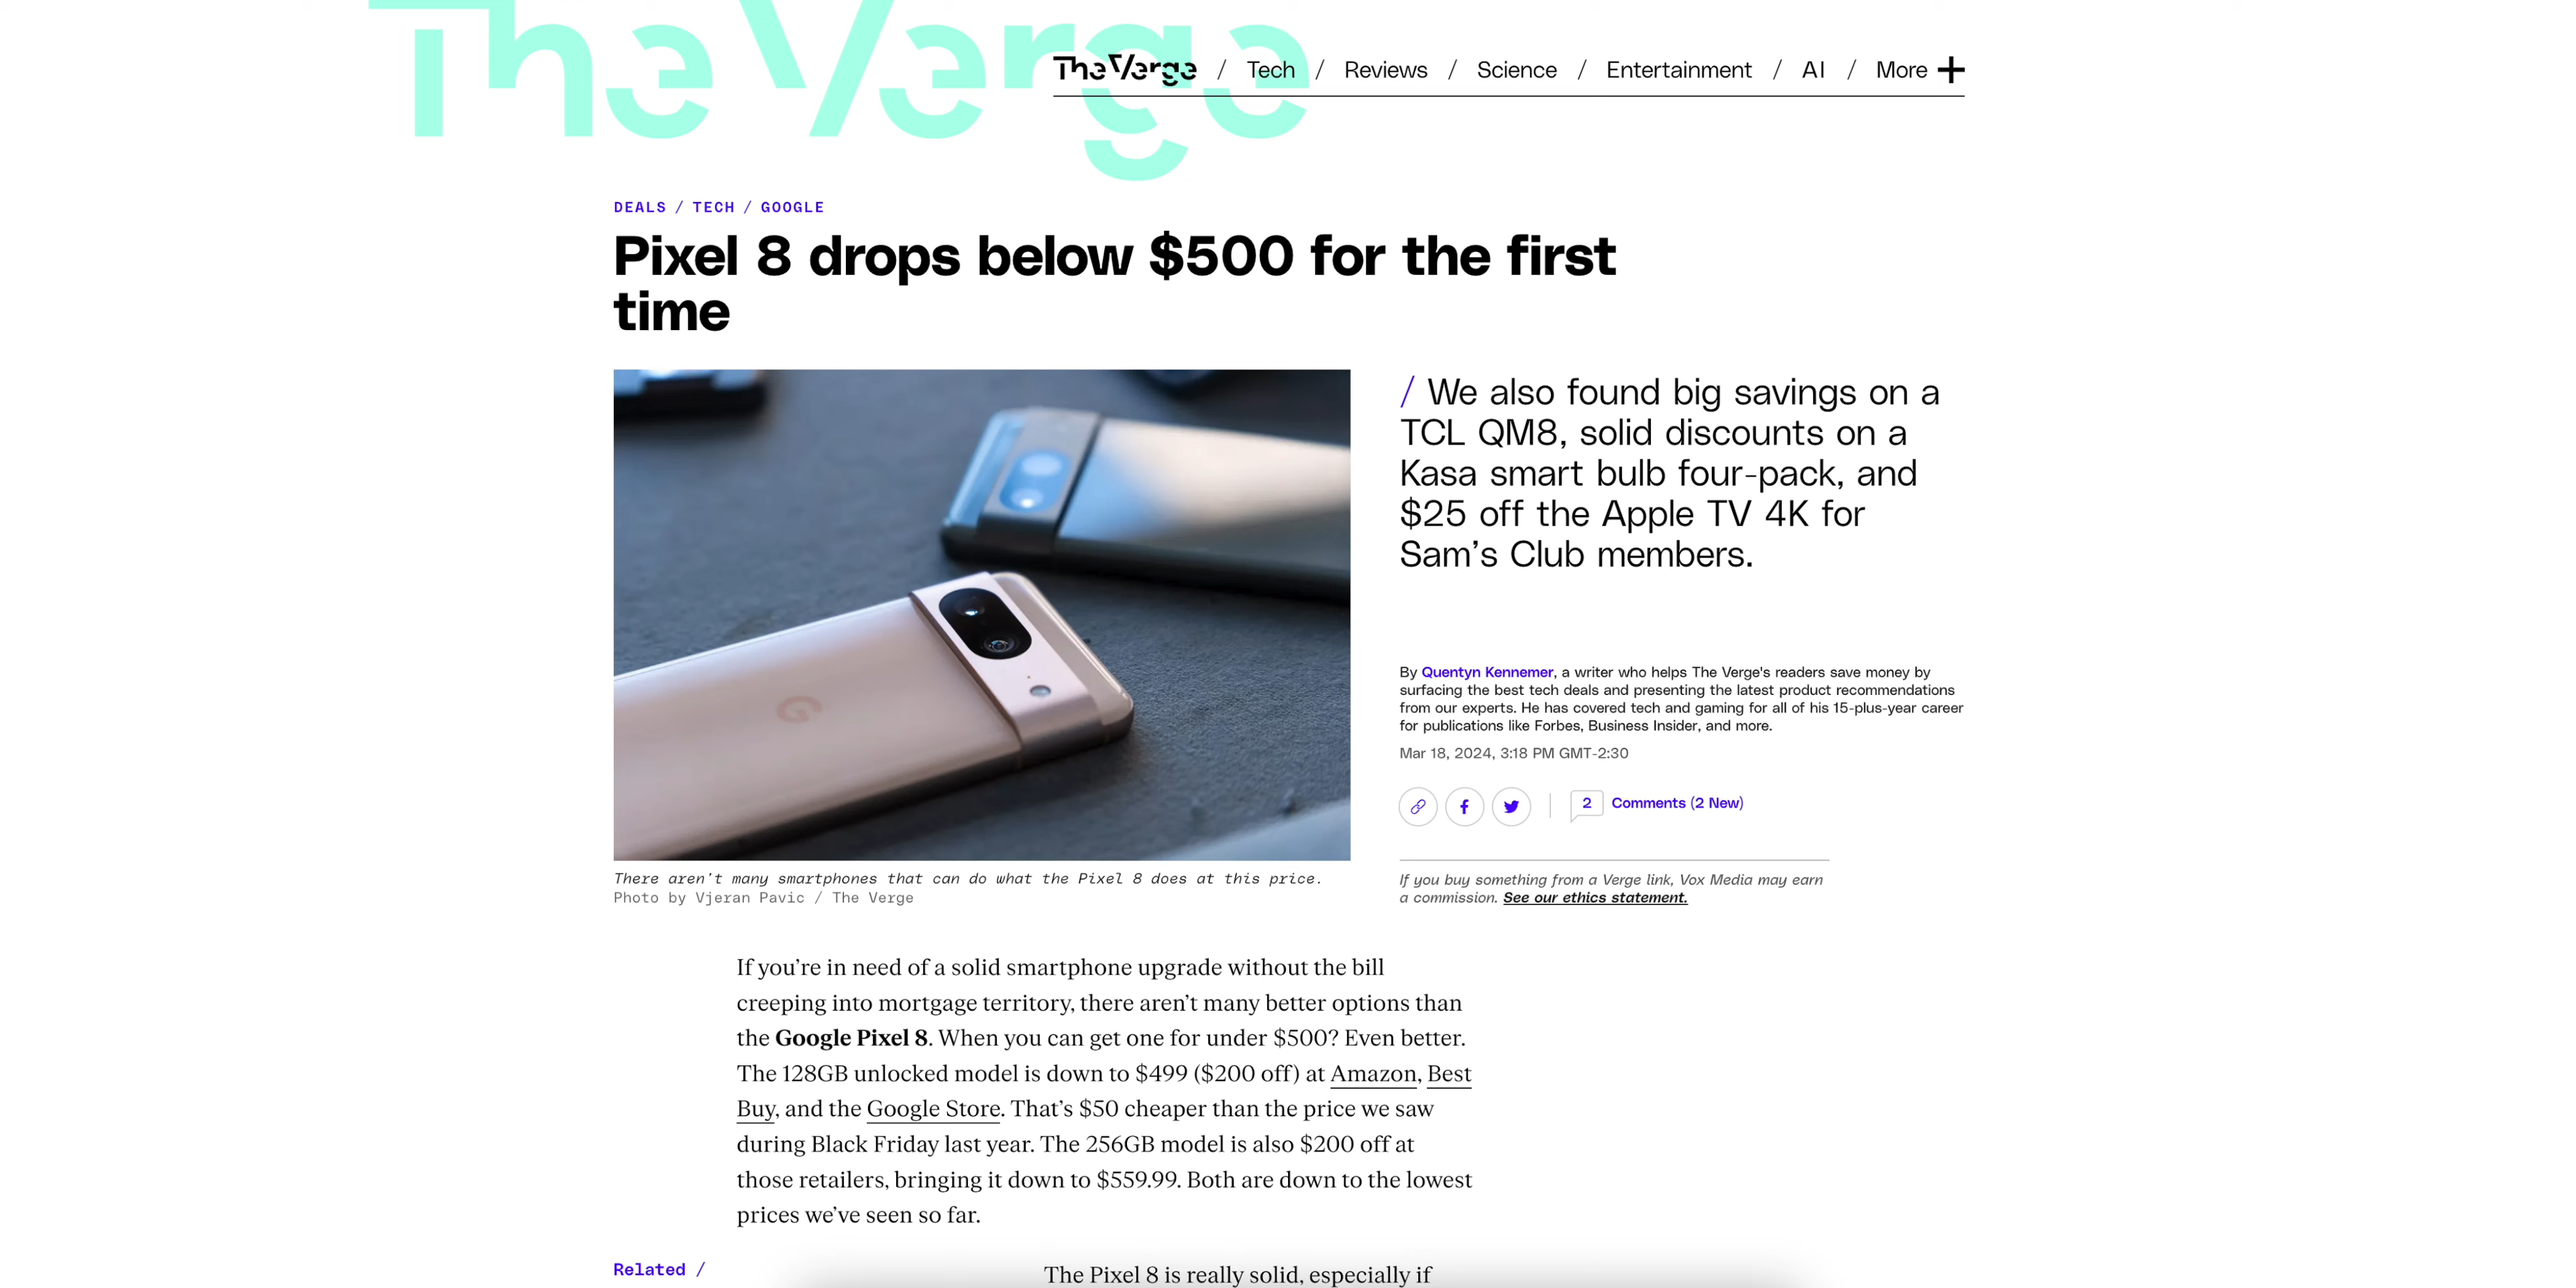 The Verge
The Verge / Tech / Reviews / Science / Entertainment / AI / More +
DEALS / TECH / GOOGLE
Pixel 8 drops below $500 for the first
time
/ We also found big savings on a
TCL QM8, solid discounts on a
Kasa smart bulb four-pack, and
$25 off the Apple TV 4K for
Sam’s Club members.
By Quentyn Kennemer, a writer who helps The Verge's readers save money by
surfacing the best tech deals and presenting the latest product recommendations
from our experts. He has covered tech and gaming for all of his 15-plus-year career
for publications like Forbes, Business Insider, and more.
Mar 18, 2024, 3:18 PM GMT-2:30
2 Comments (2 New)
G
There aren't many smartphones that can do what the Pixel 8 does at this price.
Photo by Vjeran Pavic / The Verge
If you buy something from a Verge link, Vox Media may earn
a commission. See our ethics statement.
If you’re in need of a solid smartphone upgrade without the bill
creeping into mortgage territory, there aren’t many better options than
the Google Pixel 8. When you can get one for under $500? Even better.
The 128GB unlocked model is down to $499 ($200 off) at Amazon, Best
Buy, and the Google Store. That’s $50 cheaper than the price we saw
during Black Friday last year. The 256GB model is also $200 off at
those retailers, bringing it down to $559.99. Both are down to the lowest
prices we’ve seen so far.
Related /
The Pixel 8 is really solid, especially if